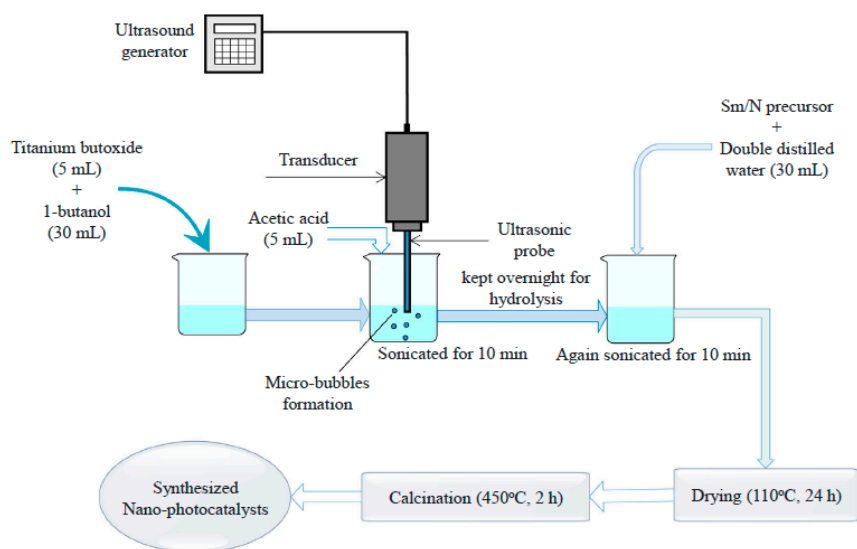 Ultrasound
generator
Sm/N precursor
+
Double distilled
water (30 mL)
Titanium butoxide
(5 mL)
+
1-butanol
(30 mL)
Transducer
Acetic acid
(5 mL)
Ultrasonic
probe
kept overnight for
hydrolysis
Sonicated for 10 min
Again sonicated for 10 min
Micro-bubbles
formation
Synthesized
Nano-photocatalysts
Calcination (450°C, 2 h)
Drying (110°C, 24 h)